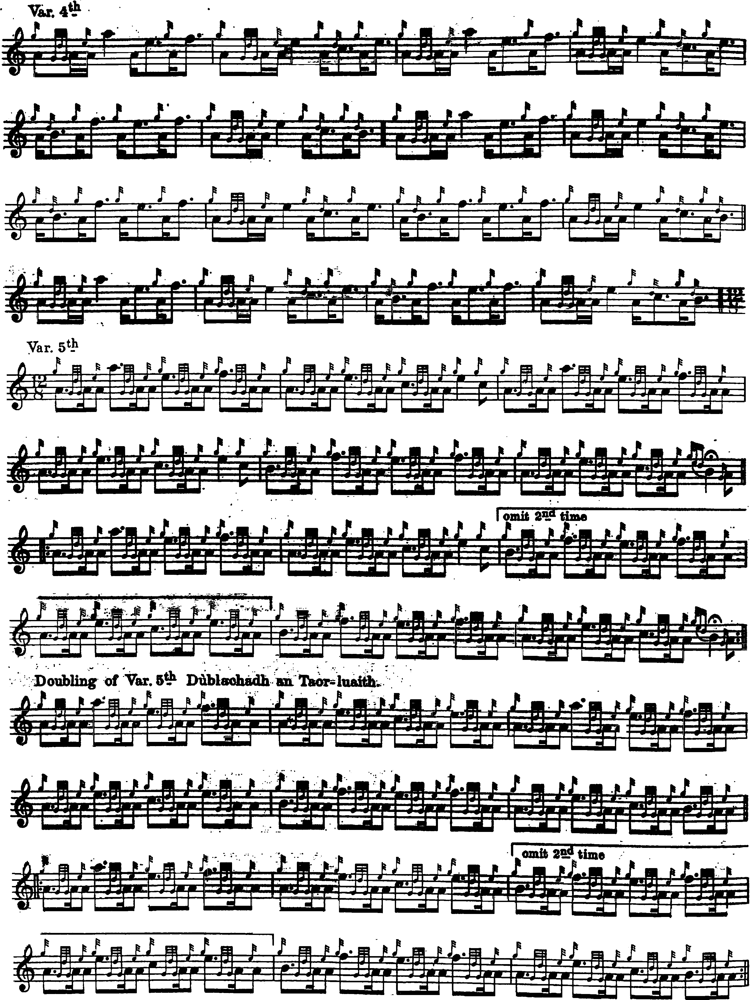 Var. 4th
Var. 5th
omit 2nd time
Doubling of Var. 5th Dùblachadh an Taor-luaith.
omit 2nd time